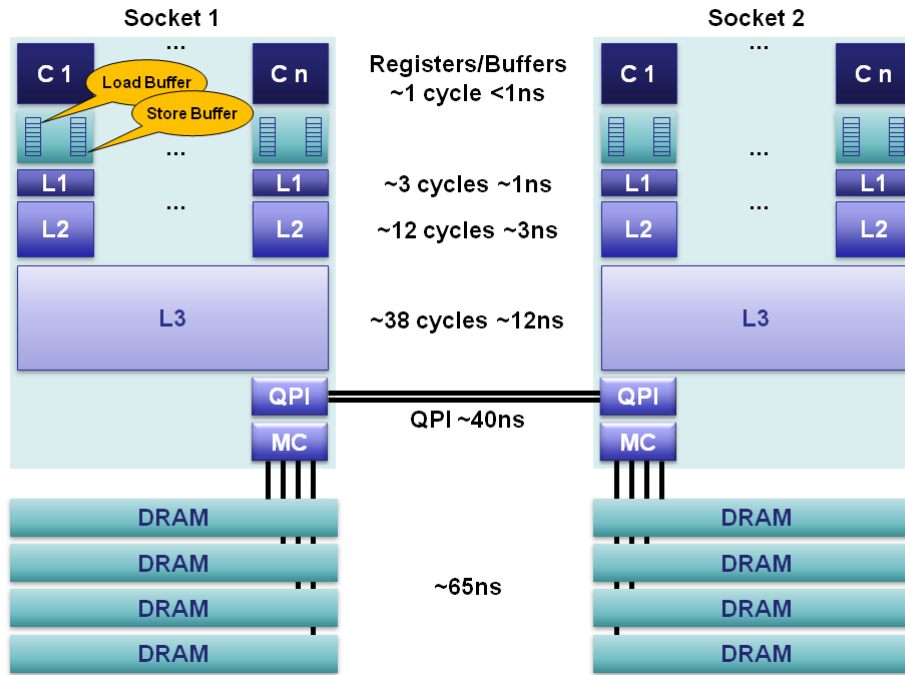 Socket 1
Socket 2
...
...
C 1
C n
Registers/Buffers
~1 cycle <1ns
C 1
C n
Load Buffer
Store Buffer
...
...
L1
L1
~3 cycles ~1ns
L1
L1
...
...
L2
L2
~12 cycles ~3ns
L2
L2
L3
~38 cycles ~12ns
L3
QPI
QPI
QPI ~40ns
MC
MC
DRAM
DRAM
DRAM
DRAM
~65ns
DRAM
DRAM
DRAM
DRAM